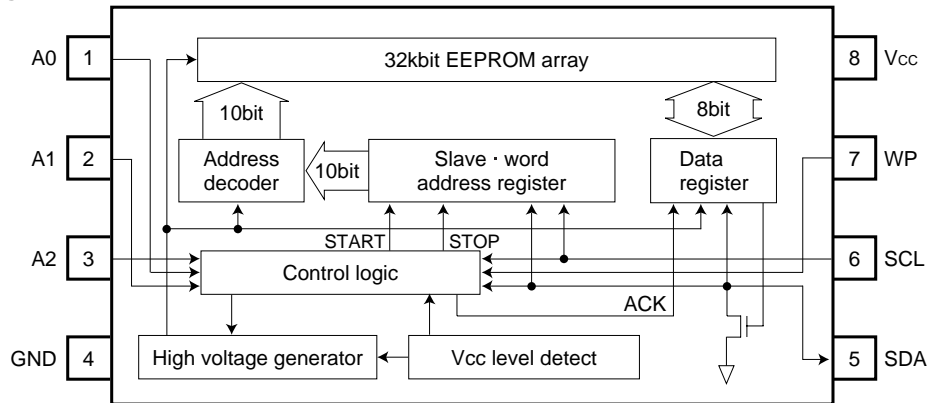 A0 1
32kbit EEPROM array
8 Vcc
10bit
8bit
A1 2
Address
decoder
10bit
Slave · word
address register
Data
register
7 WP
START
STOP
A2 3
Control logic
6 SCL
ACK
GND 4
High voltage generator
Vcc level detect
5 SDA